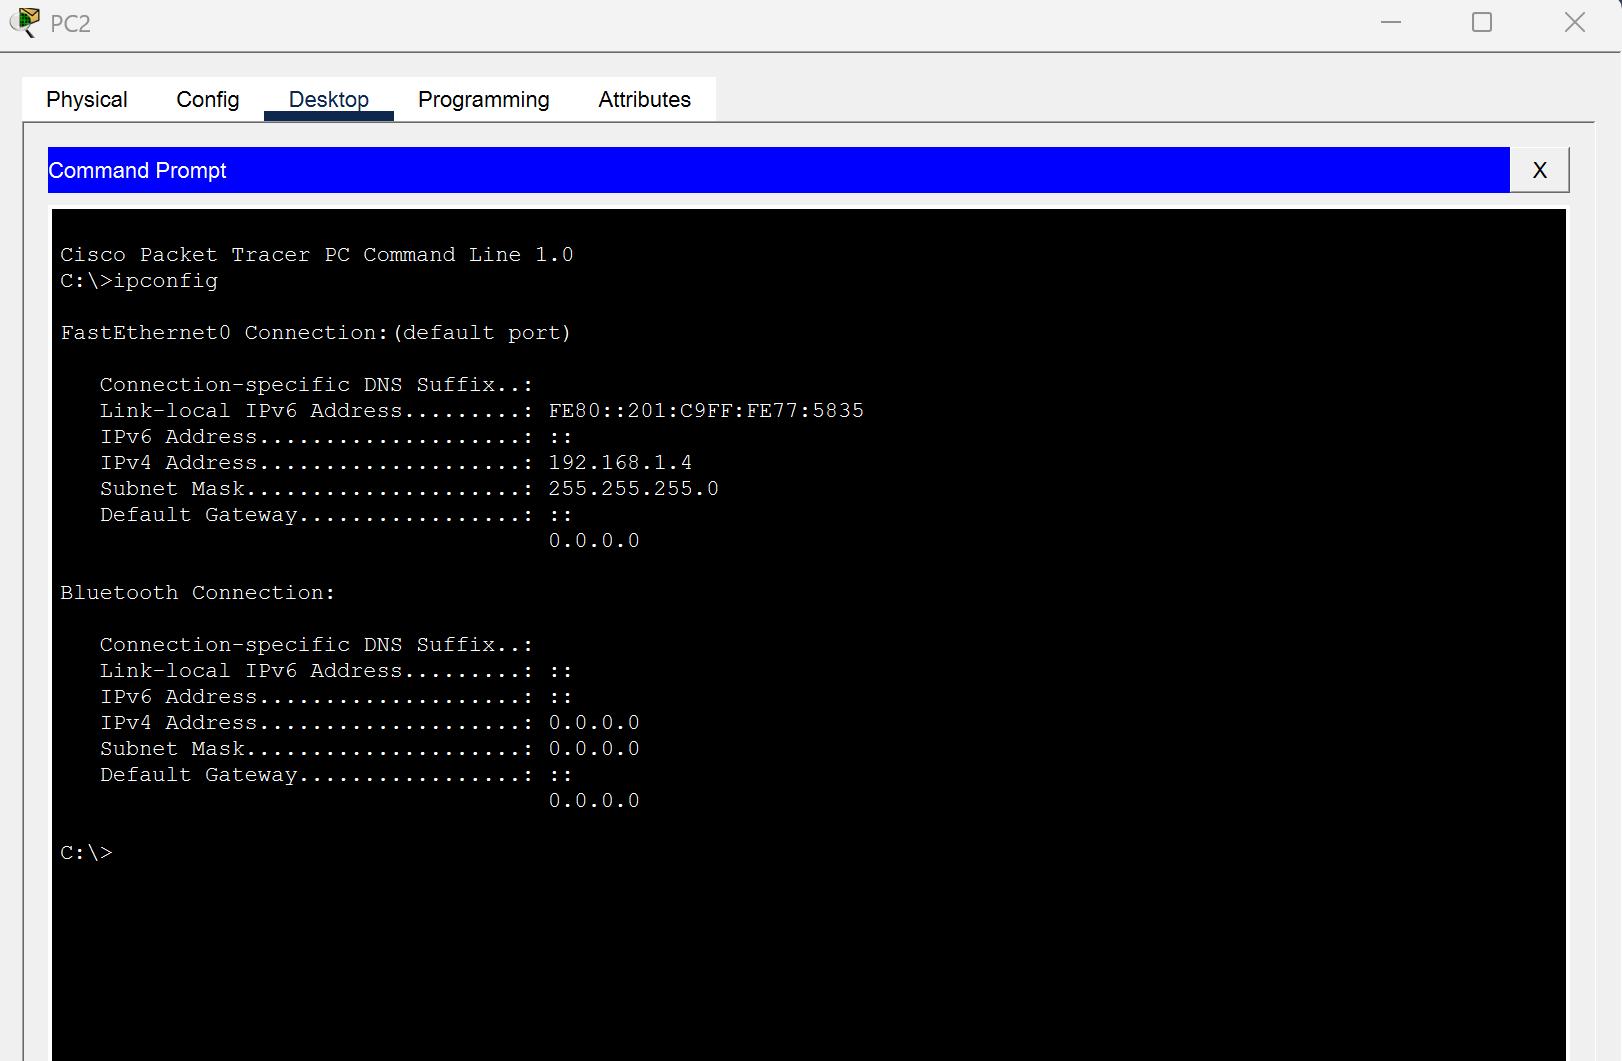 PC2
Physical Config Desktop Programming Attributes
Command Prompt X
Cisco Packet Tracer PC Command Line 1.0
C:\>ipconfig
FastEthernet0 Connection:(default port)
Connection-specific DNS Suffix..:
Link-local IPv6 Address.........: FE80::201:C9FF:FE77:5835
IPv6 Address....................: ::
IPv4 Address....................: 192.168.1.4
Subnet Mask.....................: 255.255.255.0
Default Gateway.................: ::
0.0.0.0
Bluetooth Connection:
Connection-specific DNS Suffix..:
Link-local IPv6 Address.........: ::
IPv6 Address....................: ::
IPv4 Address....................: 0.0.0.0
Subnet Mask.....................: 0.0.0.0
Default Gateway.................: ::
0.0.0.0
C:\>